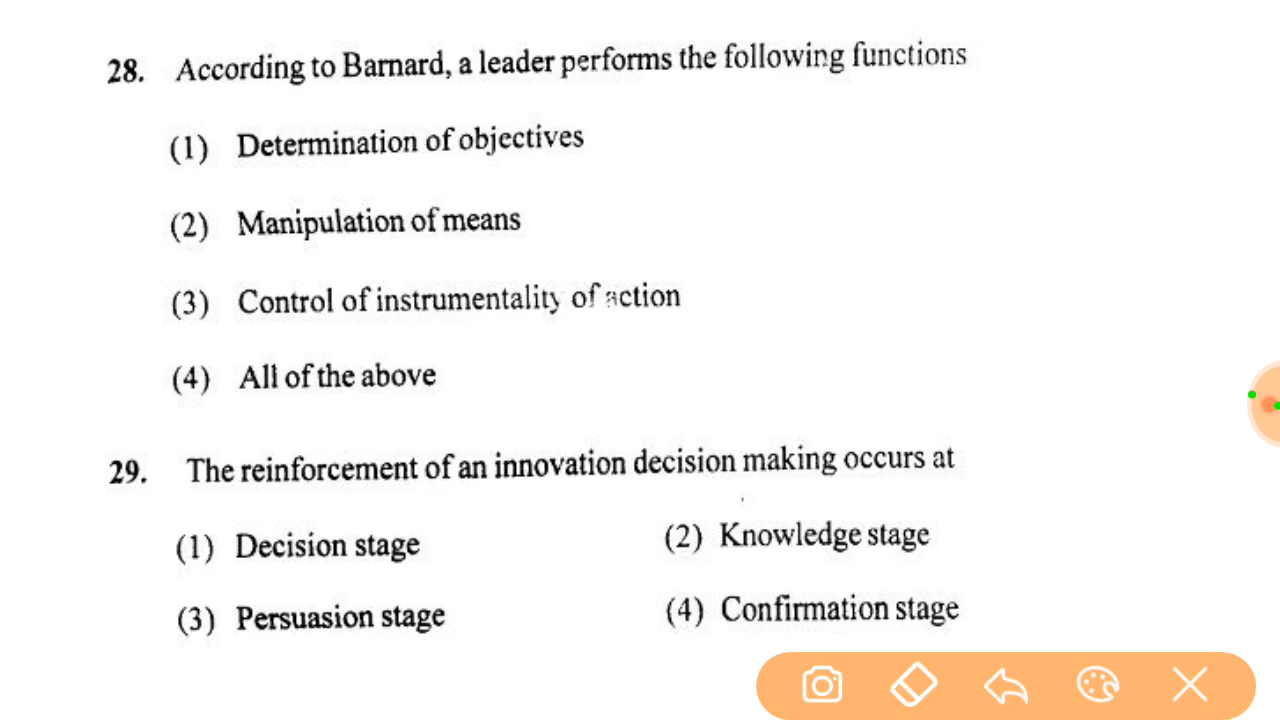 28. According to Barnard, a leader performs the following functions
(1) Determination of objectives
(2) Manipulation of means
(3) Control of instrumentality of action
(4) All of the above
29. The reinforcement of an innovation decision making occurs at
(1) Decision stage (2) Knowledge stage
(3) Persuasion stage (4) Confirmation stage